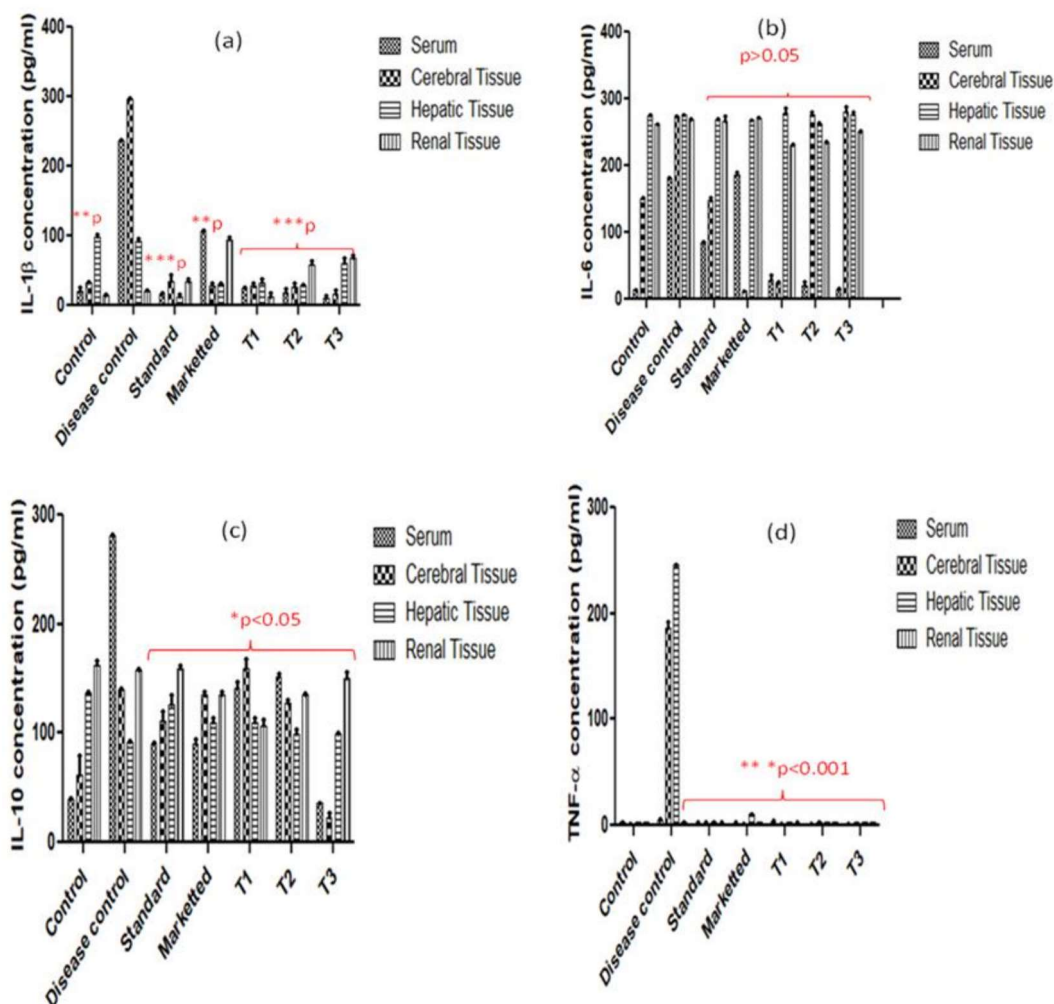 (a)
IL-1β concentration (pg/ml)
400
300
200
100
0
Serum
Cerebral Tissue
Hepatic Tissue
Renal Tissue
**p
***p
**p
***p
Control
Disease control
Standard
Marketted
T1
T2
T3
(b)
IL-6 concentration (pg/ml)
400
300
200
100
0
p>0.05
Serum
Cerebral Tissue
Hepatic Tissue
Renal Tissue
Control
Disease control
Standard
Marketted
T1
T2
T3
(c)
IL-10 concentration (pg/ml)
300
200
100
0
*p<0.05
Serum
Cerebral Tissue
Hepatic Tissue
Renal Tissue
Control
Disease control
Standard
Marketted
T1
T2
T3
(d)
TNF-α concentration (pg/ml)
300
200
100
0
** *p<0.001
Serum
Cerebral Tissue
Hepatic Tissue
Renal Tissue
Control
Disease control
Standard
Marketted
T1
T2
T3